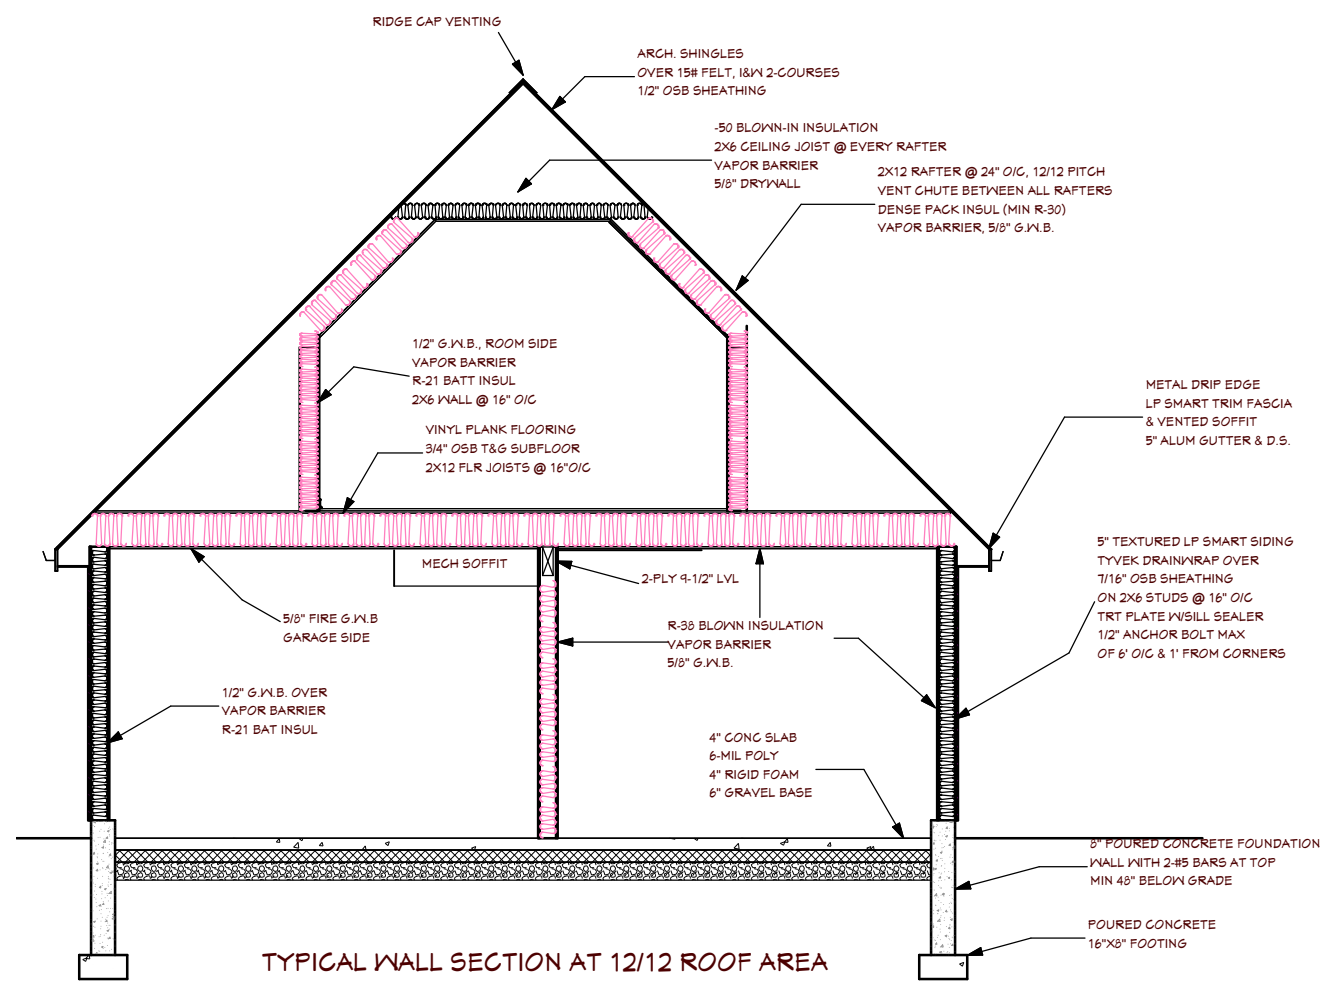 RIDGE CAP VENTING
ARCH. SHINGLES
OVER 15# FELT, I&W 2-COURSES
1/2" OSB SHEATHING
-50 BLOWN-IN INSULATION
2X6 CEILING JOIST @ EVERY RAFTER
VAPOR BARRIER
5/8" DRYWALL
2X12 RAFTER @ 24" O/C, 12/12 PITCH
VENT CHUTE BETWEEN ALL RAFTERS
DENSE PACK INSUL (MIN R-30)
VAPOR BARRIER, 5/8" G.W.B.
1/2" G.W.B., ROOM SIDE
VAPOR BARRIER
R-21 BATT INSUL
2X6 WALL @ 16" O/C
VINYL PLANK FLOORING
3/4" OSB T&G SUBFLOOR
2X12 FLR JOISTS @ 16"O/C
METAL DRIP EDGE
LP SMART TRIM FASCIA
& VENTED SOFFIT
5" ALUM GUTTER & D.S.
MECH SOFFIT
2-PLY 9-1/2" LVL
5" TEXTURED LP SMART SIDING
TYVEK DRAINWRAP OVER
7/16" OSB SHEATHING
ON 2X6 STUDS @ 16" O/C
TRT PLATE W/SILL SEALER
1/2" ANCHOR BOLT MAX
OF 6' O/C & 1' FROM CORNERS
5/8" FIRE G.W.B
GARAGE SIDE
R-38 BLOWN INSULATION
VAPOR BARRIER
5/8" G.W.B.
1/2" G.W.B. OVER
VAPOR BARRIER
R-21 BAT INSUL
4" CONC SLAB
6-MIL POLY
4" RIGID FOAM
6" GRAVEL BASE
8" POURED CONCRETE FOUNDATION
WALL WITH 2-#5 BARS AT TOP
MIN 48" BELOW GRADE
POURED CONCRETE
16"X8" FOOTING
TYPICAL WALL SECTION AT 12/12 ROOF AREA